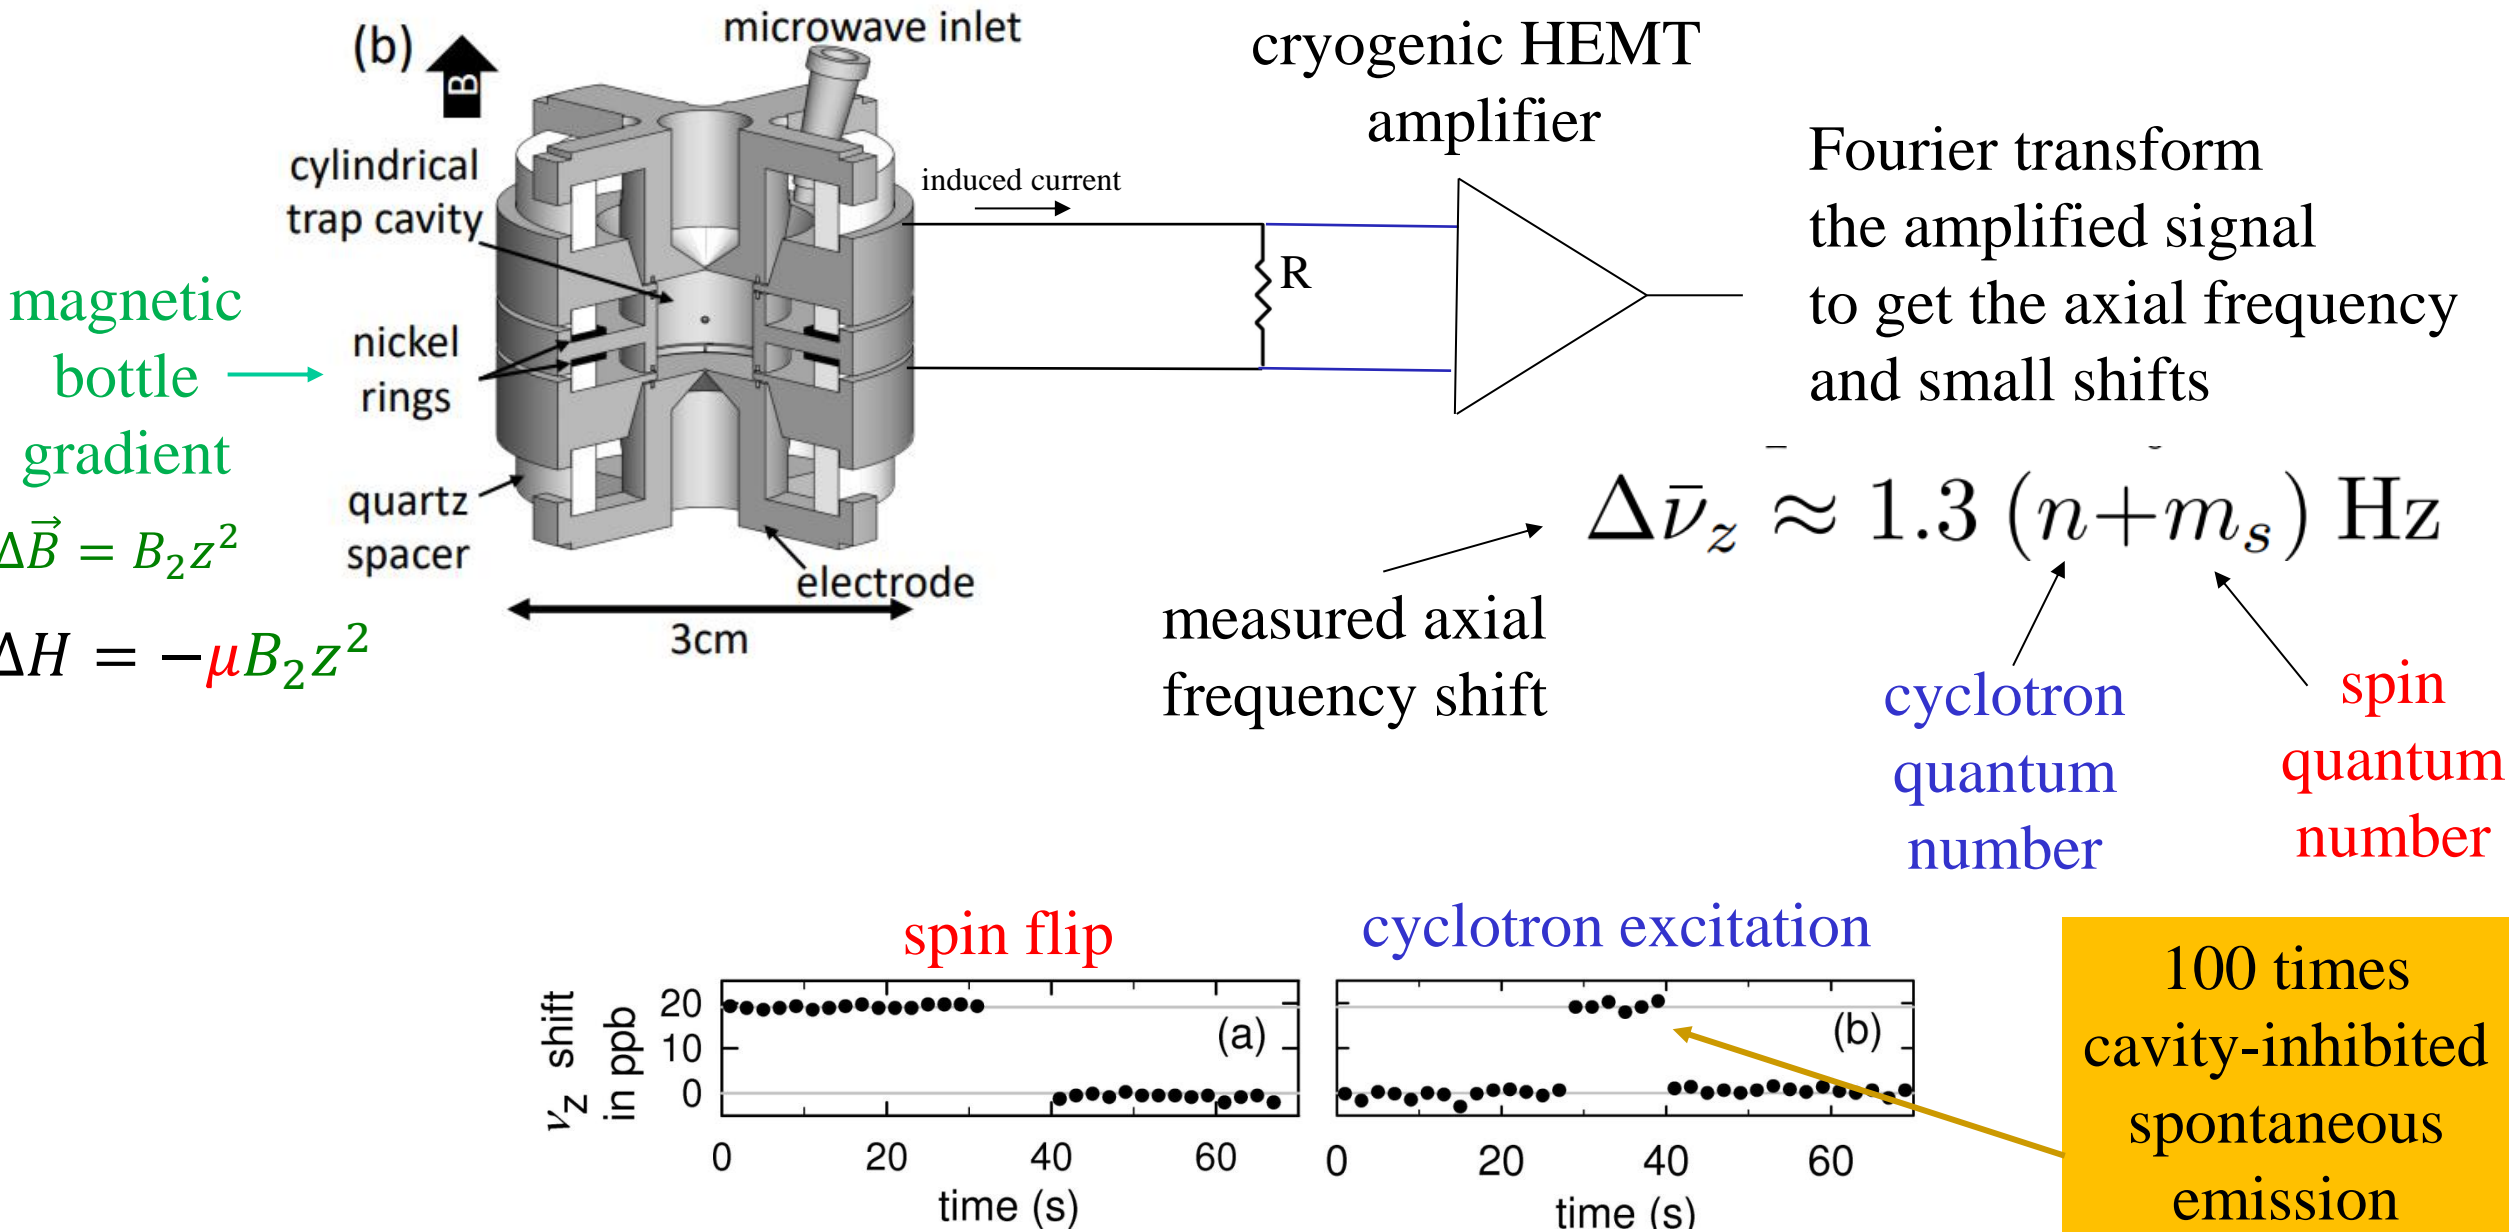 (b)
B
microwave inlet
cylindrical
trap cavity
nickel
rings
quartz
spacer
electrode
3cm
magnetic
bottle
gradient
Δ𝐵⃗ = 𝐵₂𝑧²
Δ𝐻 = −𝜇𝐵₂𝑧²
induced current
R
cryogenic HEMT
amplifier
Fourier transform
the amplified signal
to get the axial frequency
and small shifts
Δν̄_z ≈ 1.3 (n+m_s) Hz
measured axial
frequency shift
cyclotron
quantum
number
spin
quantum
number
spin flip
ν_z shift
in ppb
20
10
0
(a)
0 20 40 60
time (s)
cyclotron excitation
(b)
0 20 40 60
time (s)
100 times
cavity-inhibited
spontaneous
emission